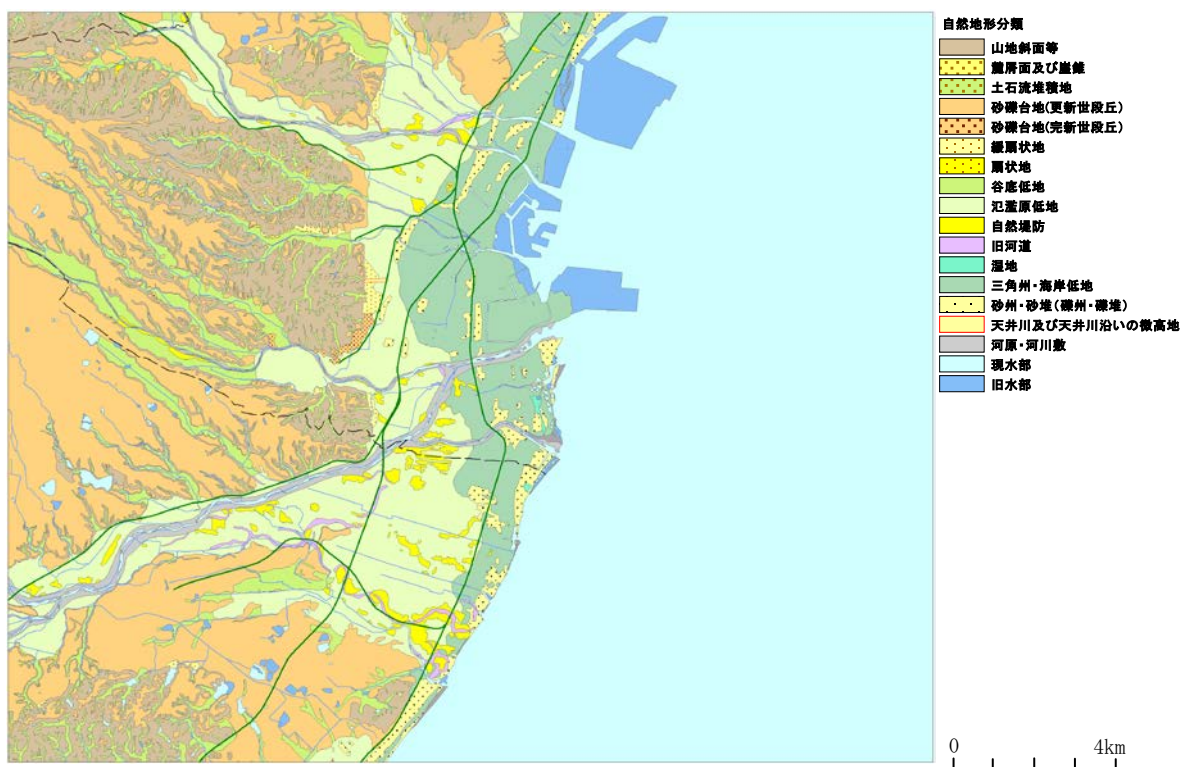 自然地形分類
山地斜面等
麓屑面及び崖錐
土石流堆積地
砂礫台地(更新世段丘)
砂礫台地(完新世段丘)
緩扇状地
扇状地
谷底低地
氾濫原低地
自然堤防
旧河道
湿地
三角州・海岸低地
砂州・砂堆(礫州・礫堆)
天井川及び天井川沿いの微高地
河原・河川敷
現水部
旧水部
0 4km